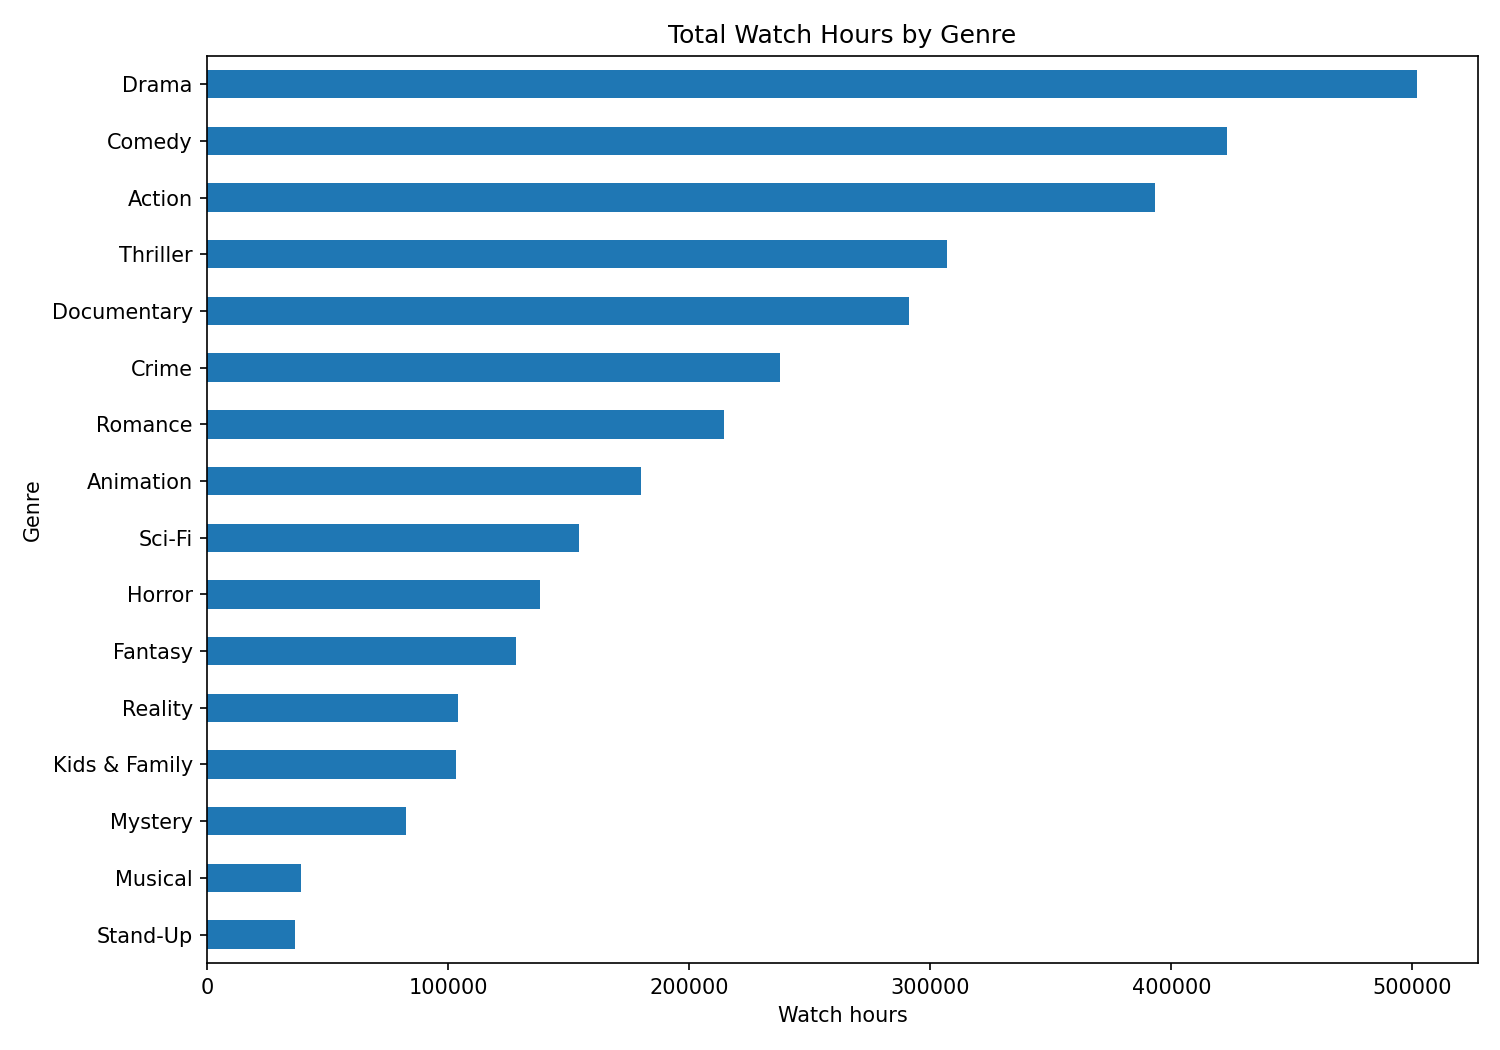 Total Watch Hours by Genre
Drama
Comedy
Action
Thriller
Documentary
Crime
Romance
Animation
Sci-Fi
Horror
Fantasy
Reality
Kids & Family
Mystery
Musical
Stand-Up
Genre
0 100000 200000 300000 400000 500000
Watch hours